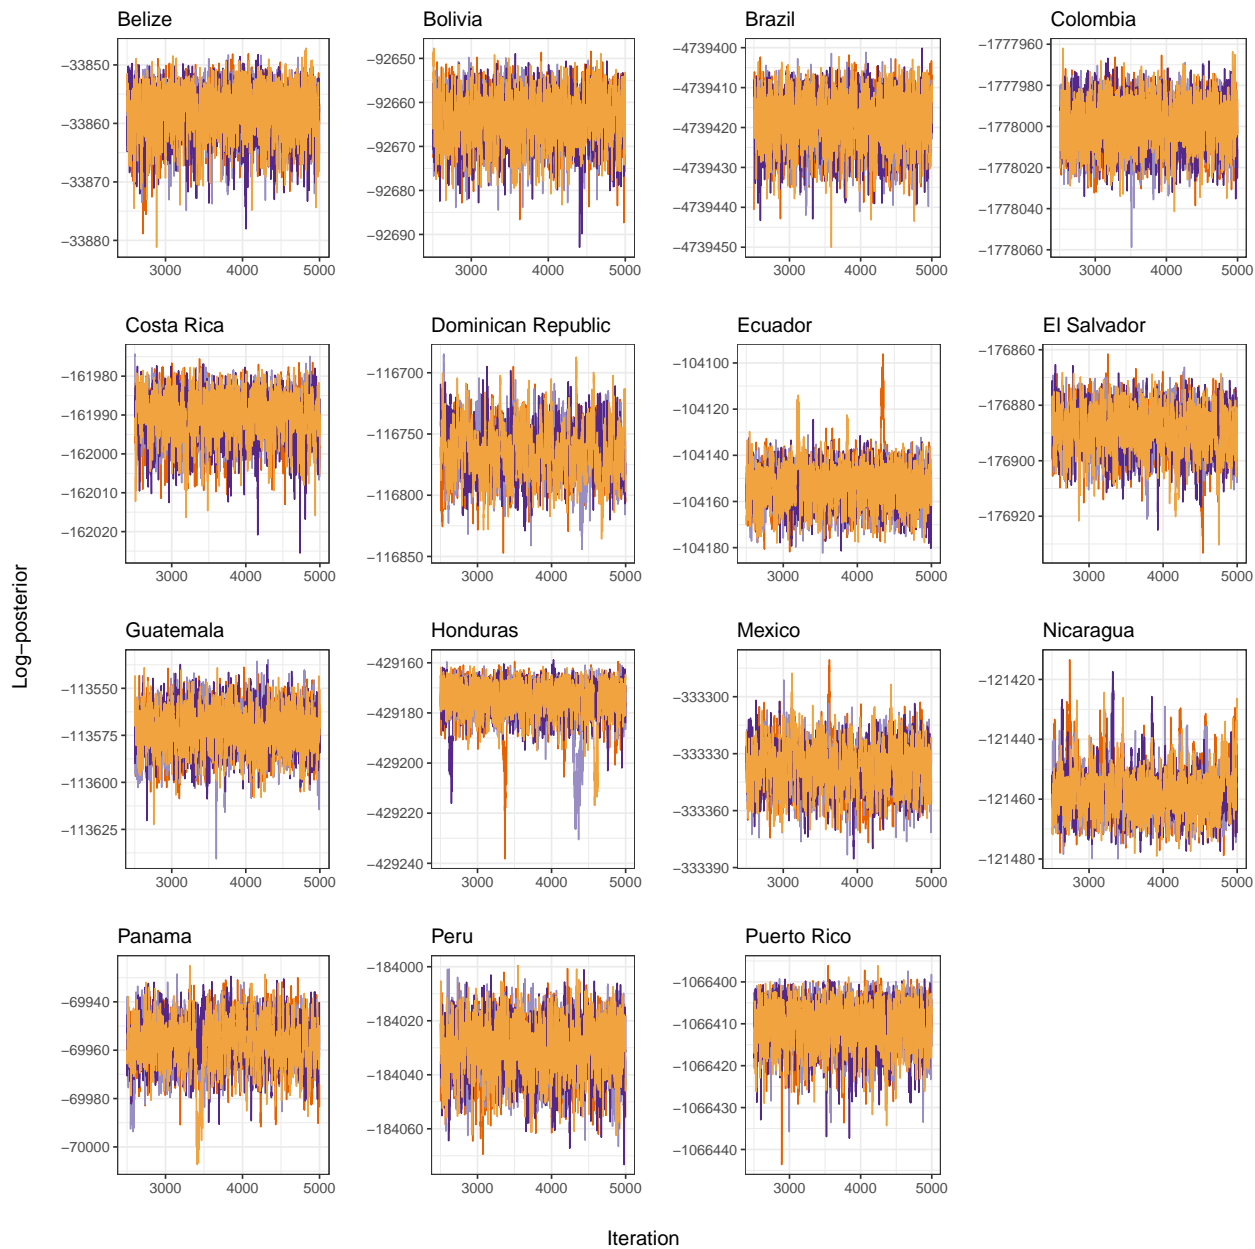 Belize
Bolivia
Brazil
Colombia
−33850
−33860
−33870
−33880
3000 4000 5000
−92650
−92660
−92670
−92680
−92690
3000 4000 5000
−4739400
−4739410
−4739420
−4739430
−4739440
−4739450
3000 4000 5000
−1777960
−1777980
−1778000
−1778020
−1778040
−1778060
3000 4000 5000
Costa Rica
Dominican Republic
Ecuador
El Salvador
−161980
−161990
−162000
−162010
−162020
3000 4000 5000
−116700
−116750
−116800
−116850
3000 4000 5000
−104100
−104120
−104140
−104160
−104180
3000 4000 5000
−176860
−176880
−176900
−176920
3000 4000 5000
Log−posterior
Guatemala
Honduras
Mexico
Nicaragua
−113550
−113575
−113600
−113625
3000 4000 5000
−429160
−429180
−429200
−429220
−429240
3000 4000 5000
−333300
−333330
−333360
−333390
3000 4000 5000
−121420
−121440
−121460
−121480
3000 4000 5000
Panama
Peru
Puerto Rico
−69940
−69960
−69980
−70000
3000 4000 5000
−184000
−184020
−184040
−184060
3000 4000 5000
−1066400
−1066410
−1066420
−1066430
−1066440
3000 4000 5000
Iteration